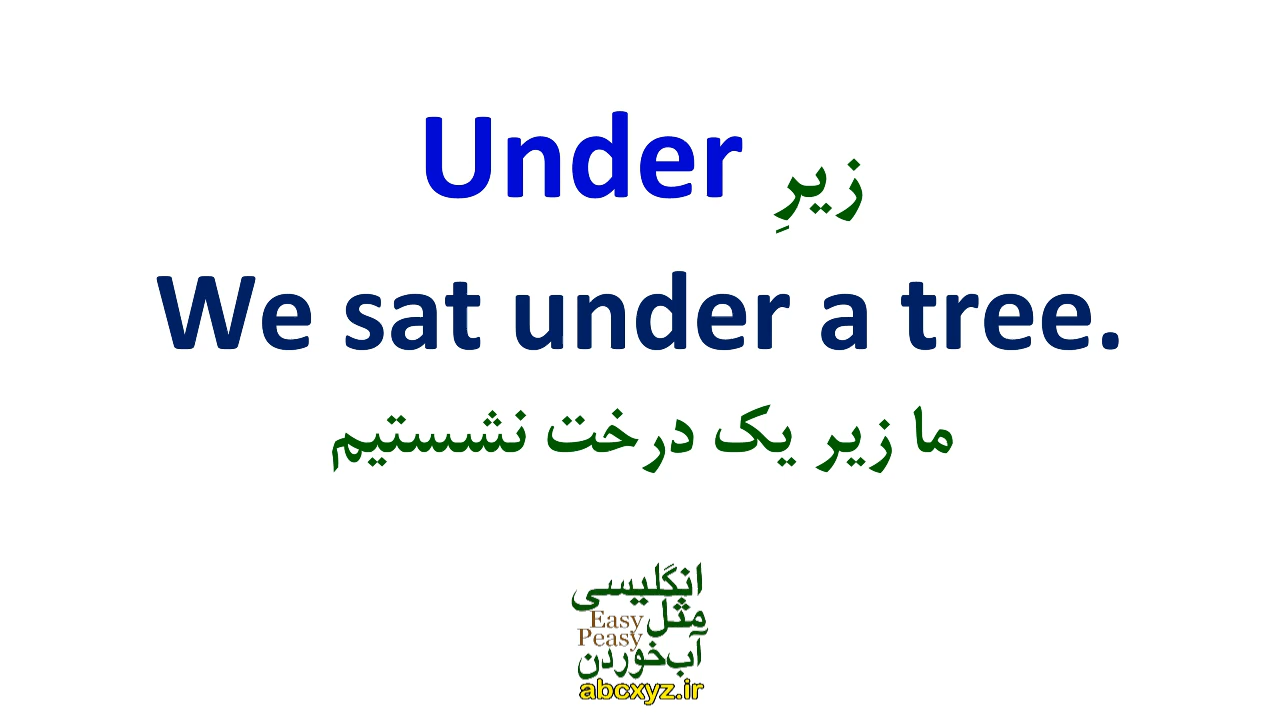 Under زیرِ
We sat under a tree.
ما زیر یک درخت نشستیم
انگلیسی
مثل
Easy
Peasy
آب‌خوردن
abcxyz.ir